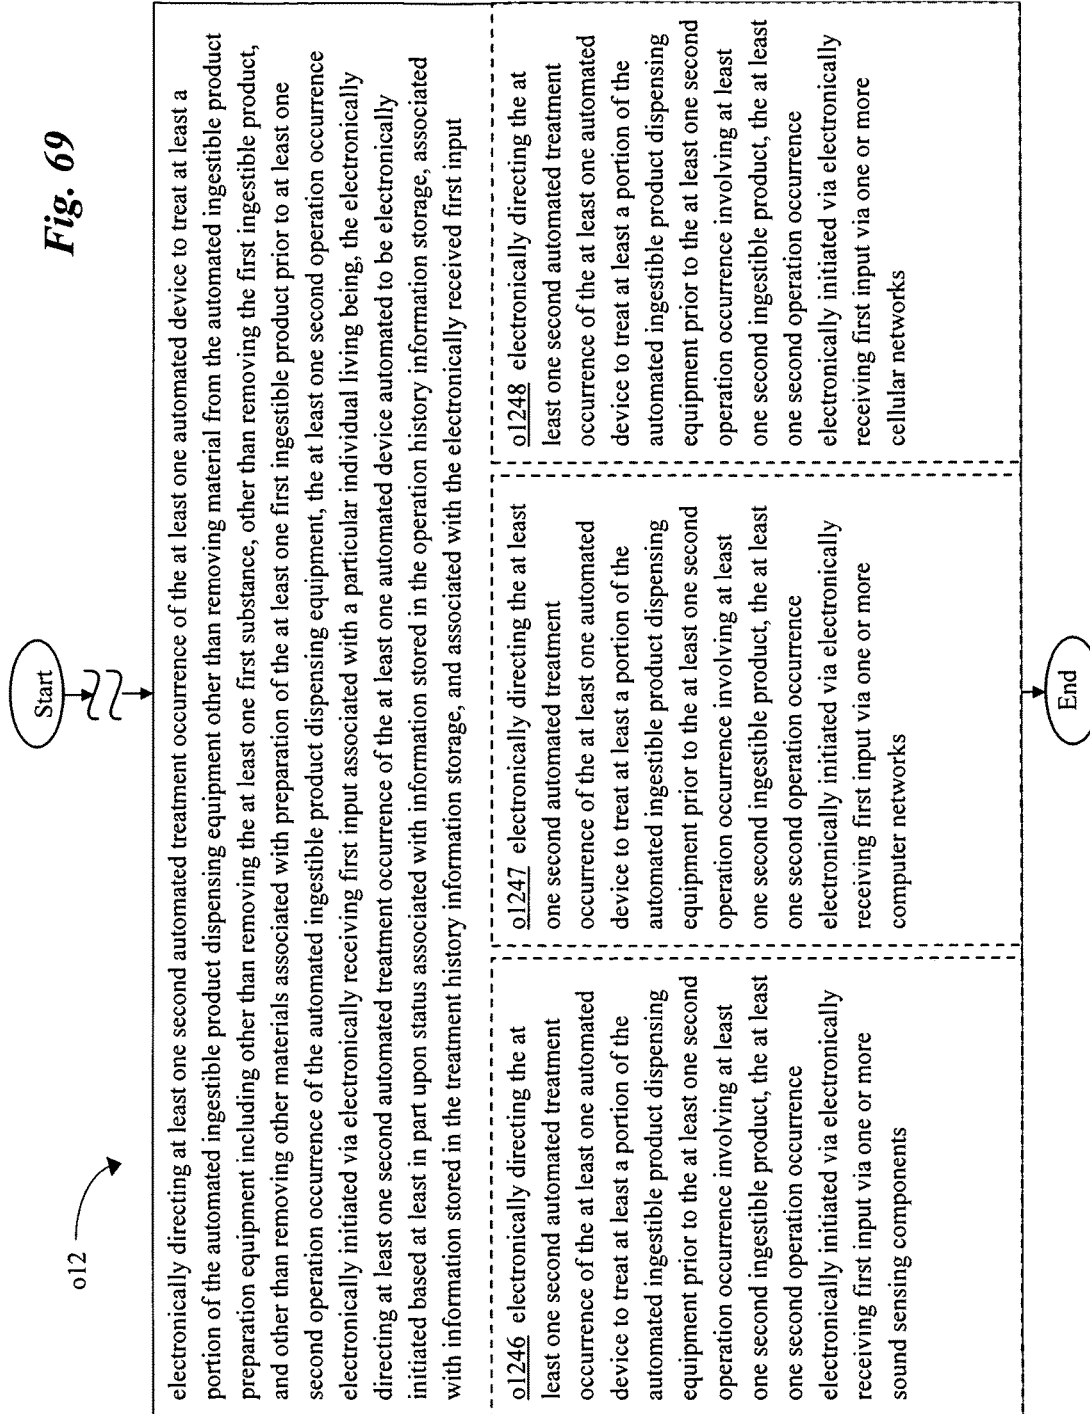 Fig. 69
Start
o12
electronically directing at least one second automated treatment occurrence of the at least one automated device to treat at least a
portion of the automated ingestible product dispensing equipment other than removing material from the automated ingestible product
preparation equipment including other than removing the at least one first substance, other than removing the first ingestible product,
and other than removing other materials associated with preparation of the at least one first ingestible product prior to at least one
second operation occurrence of the automated ingestible product dispensing equipment, the at least one second operation occurrence
electronically initiated via electronically receiving first input associated with a particular individual living being, the electronically
directing at least one second automated treatment occurrence of the at least one automated device automated to be electronically
initiated based at least in part upon status associated with information stored in the operation history information storage, associated
with information stored in the treatment history information storage, and associated with the electronically received first input
o1246 electronically directing the at
least one second automated treatment
occurrence of the at least one automated
device to treat at least a portion of the
automated ingestible product dispensing
equipment prior to the at least one second
operation occurrence involving at least
one second ingestible product, the at least
one second operation occurrence
electronically initiated via electronically
receiving first input via one or more
sound sensing components
o1247 electronically directing the at least
one second automated treatment
occurrence of the at least one automated
device to treat at least a portion of the
automated ingestible product dispensing
equipment prior to the at least one second
operation occurrence involving at least
one second ingestible product, the at least
one second operation occurrence
electronically initiated via electronically
receiving first input via one or more
computer networks
o1248 electronically directing the at
least one second automated treatment
occurrence of the at least one automated
device to treat at least a portion of the
automated ingestible product dispensing
equipment prior to the at least one second
operation occurrence involving at least
one second ingestible product, the at least
one second operation occurrence
electronically initiated via electronically
receiving first input via one or more
cellular networks
End